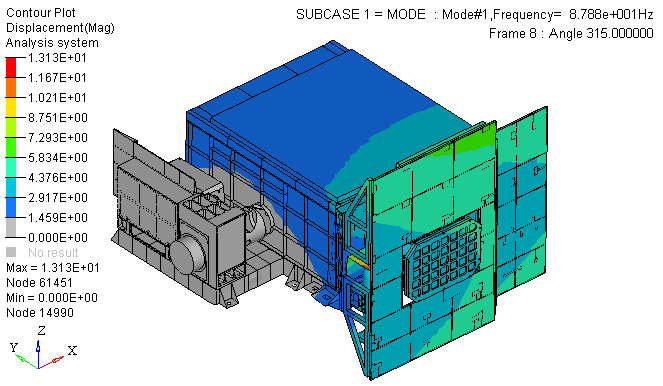 Contour Plot
Displacement(Mag)
Analysis system
1.313E+01
1.167E+01
1.021E+01
8.751E+00
7.293E+00
5.834E+00
4.376E+00
2.917E+00
1.459E+00
0.000E+00
No result
Max = 1.313E+01
Node 61451
Min = 0.000E+00
Node 14990
SUBCASE 1 = MODE : Mode#1,Frequency= 8.788e+001Hz
Frame 8 : Angle 315.000000
Z
Y
X